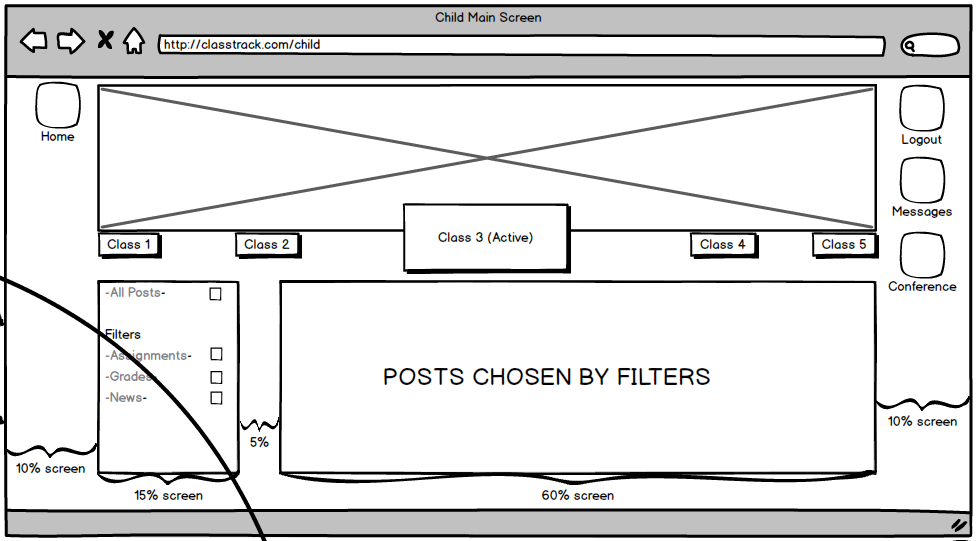 Child Main Screen
http://classtrack.com/child
Home
Logout
Messages
Conference
Class 1
Class 2
Class 3 (Active)
Class 4
Class 5
-All Posts-
Filters
-Assignments-
-Grades-
-News-
POSTS CHOSEN BY FILTERS
10% screen
15% screen
5%
60% screen
10% screen